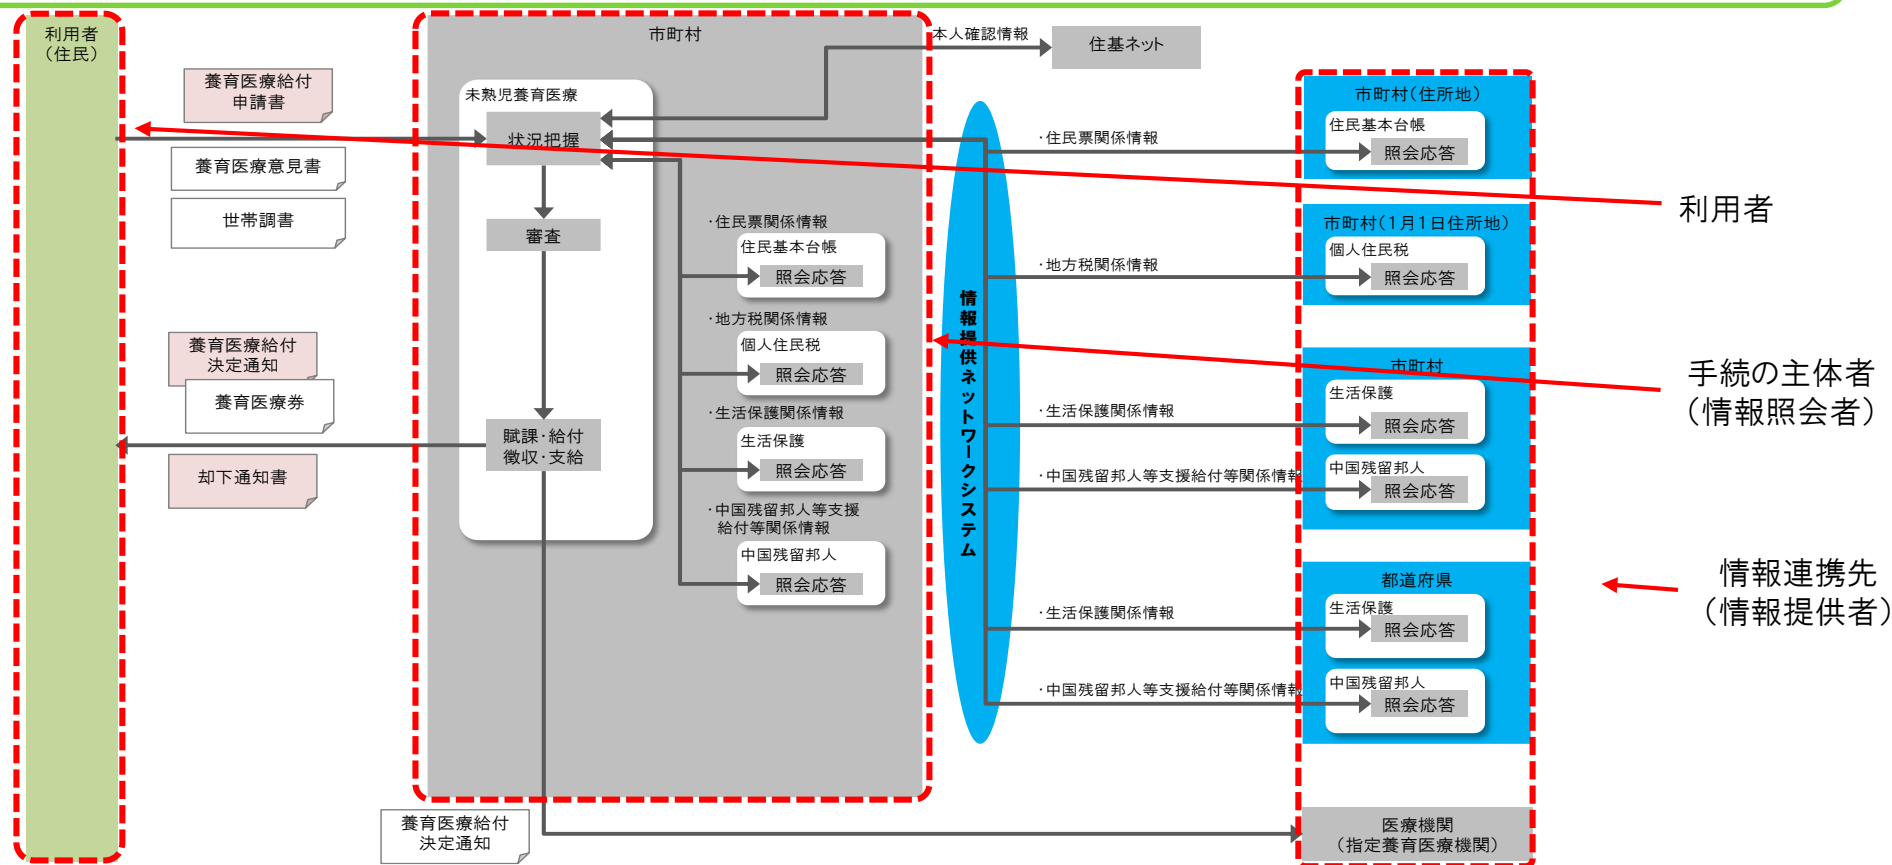 利用者
（住民）
養育医療給付
申請書
養育医療意見書
世帯調書
養育医療給付
決定通知
養育医療券
却下通知書
市町村
未熟児養育医療
状況把握
審査
賦課・給付
徴収・支給
・住民票関係情報
住民基本台帳
照会応答
・地方税関係情報
個人住民税
照会応答
・生活保護関係情報
生活保護
照会応答
・中国残留邦人等支援
給付等関係情報
中国残留邦人
照会応答
養育医療給付
決定通知
本人確認情報
住基ネット
情報提供ネットワークシステム
・住民票関係情報
・地方税関係情報
・生活保護関係情報
・中国残留邦人等支援給付等関係情報
・生活保護関係情報
・中国残留邦人等支援給付等関係情報
市町村（住所地）
住民基本台帳
照会応答
市町村（1月1日住所地）
個人住民税
照会応答
市町村
生活保護
照会応答
中国残留邦人
照会応答
都道府県
生活保護
照会応答
中国残留邦人
照会応答
医療機関
（指定養育医療機関）
利用者
手続の主体者
（情報照会者）
情報連携先
（情報提供者）